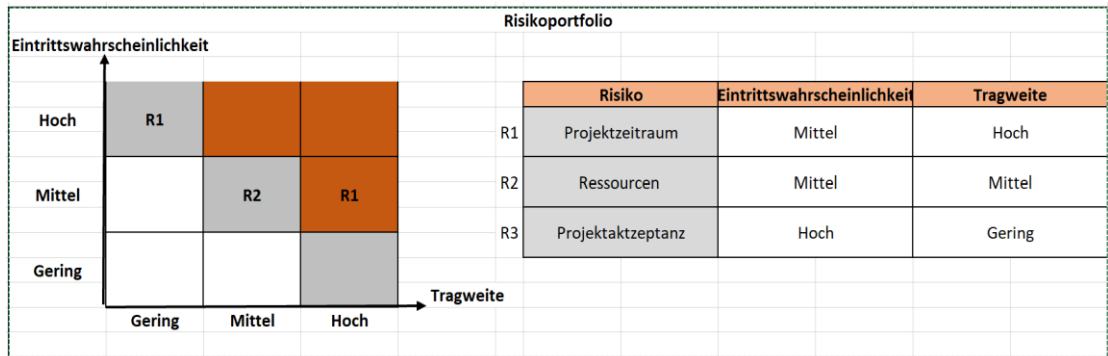 Risikoportfolio
Eintrittswahrscheinlichkeit
Hoch R1
Mittel R2 R1
Gering
Tragweite
Gering Mittel Hoch
Risiko Eintrittswahrscheinlichkeit Tragweite
R1 Projektzeitraum Mittel Hoch
R2 Ressourcen Mittel Mittel
R3 Projektaktzeptanz Hoch Gering